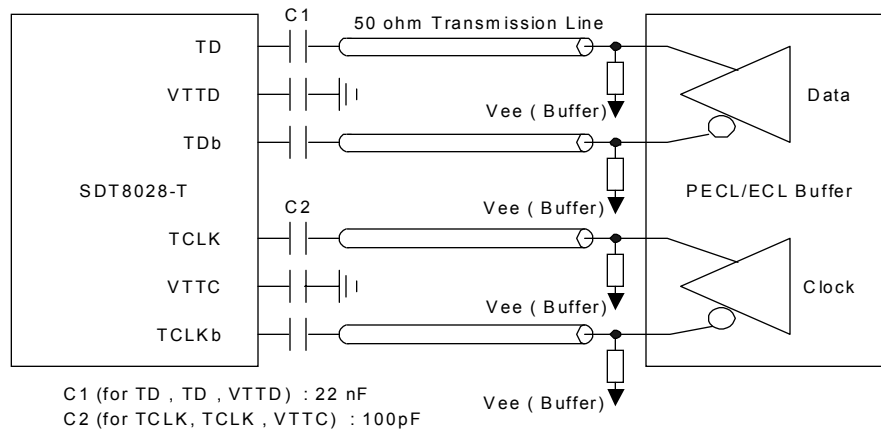 C1
50 ohm Transmission Line
TD
VTTD
Vee ( Buffer)
Data
TDb
SDT8028-T
PECL/ECL Buffer
C2
Vee ( Buffer)
TCLK
VTTC
Clock
Vee ( Buffer)
TCLKb
C1 (for TD , TD , VTTD) : 22 nF
Vee ( Buffer)
C2 (for TCLK, TCLK , VTTC) : 100pF